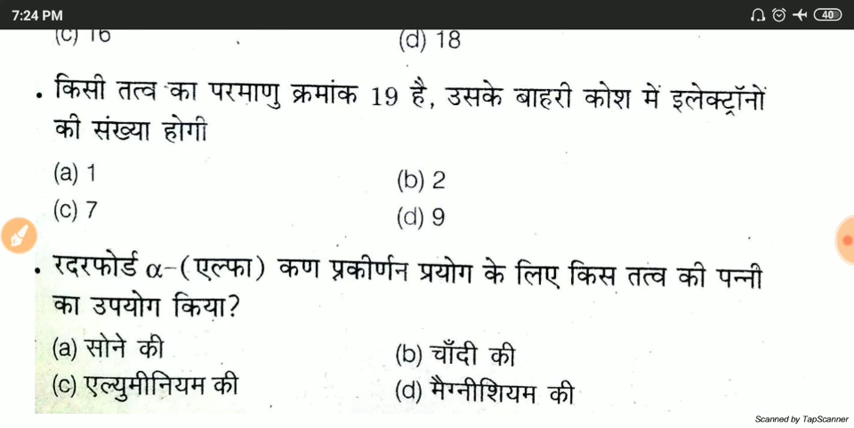 7:24 PM
40
(c) 16 (d) 18
. किसी तत्व का परमाणु क्रमांक 19 है, उसके बाहरी कोश में इलेक्ट्रॉनों
की संख्या होगी
(a) 1 (b) 2
(c) 7 (d) 9
. रदरफोर्ड α-(एल्फा) कण प्रकीर्णन प्रयोग के लिए किस तत्व की पन्नी
का उपयोग किया?
(a) सोने की (b) चाँदी की
(c) एल्युमीनियम की (d) मैग्नीशियम की
Scanned by TapScanner